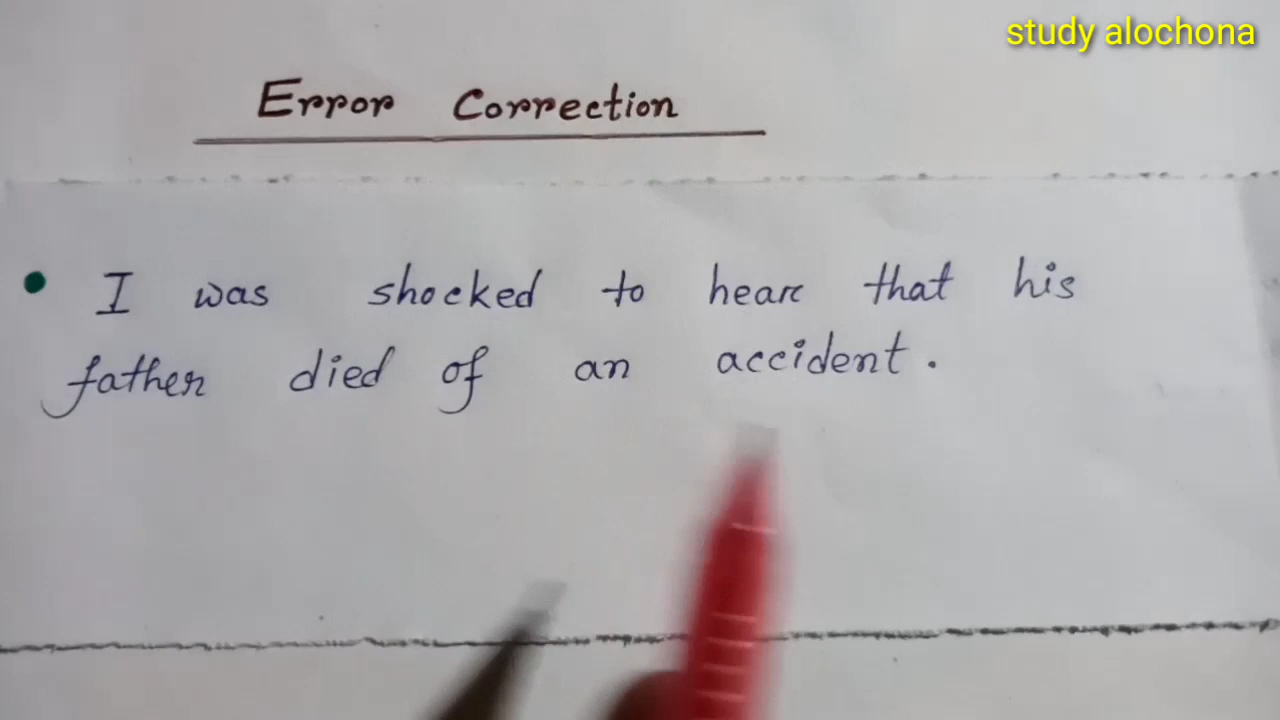 study alochona
Error Correction
I was shocked to hear that his
father died of an accident.